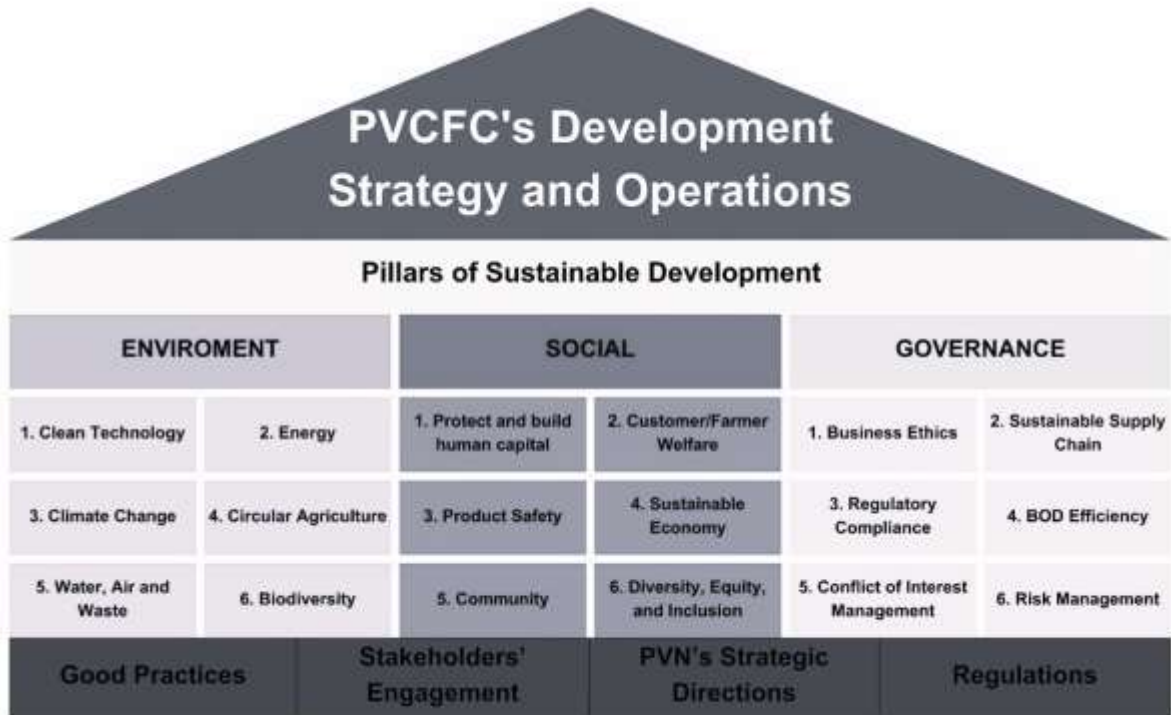 PVCFC's Development
Strategy and Operations
Pillars of Sustainable Development
ENVIROMENT
SOCIAL
GOVERNANCE
1. Clean Technology
2. Energy
1. Protect and build
human capital
2. Customer/Farmer
Welfare
1. Business Ethics
2. Sustainable Supply
Chain
3. Climate Change
4. Circular Agriculture
3. Product Safety
4. Sustainable
Economy
3. Regulatory
Compliance
4. BOD Efficiency
5. Water, Air and
Waste
6. Biodiversity
5. Community
6. Diversity, Equity,
and Inclusion
5. Conflict of Interest
Management
6. Risk Management
Good Practices
Stakeholders'
Engagement
PVN's Strategic
Directions
Regulations